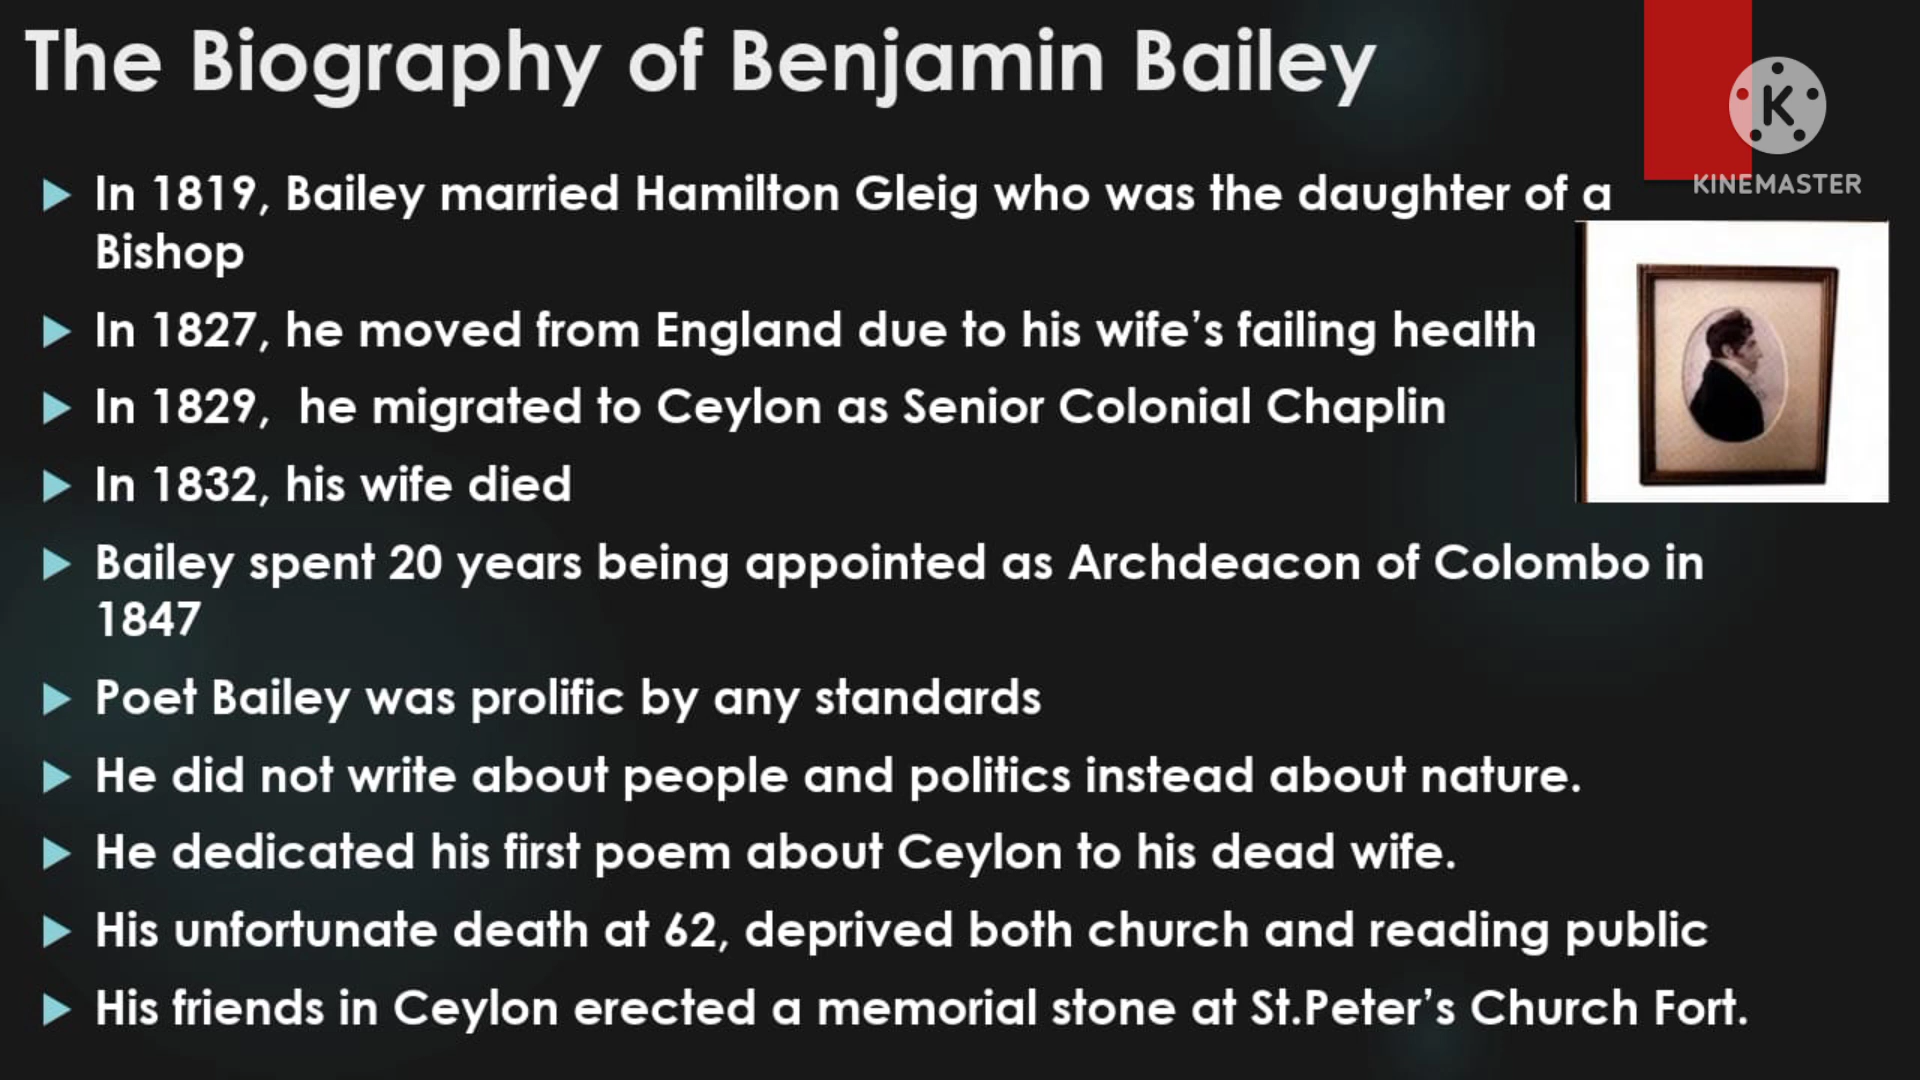 The Biography of Benjamin Bailey
K
KINEMASTER
In 1819, Bailey married Hamilton Gleig who was the daughter of a
Bishop
In 1827, he moved from England due to his wife's failing health
In 1829,  he migrated to Ceylon as Senior Colonial Chaplin
In 1832, his wife died
Bailey spent 20 years being appointed as Archdeacon of Colombo in
1847
Poet Bailey was prolific by any standards
He did not write about people and politics instead about nature.
He dedicated his first poem about Ceylon to his dead wife.
His unfortunate death at 62, deprived both church and reading public
His friends in Ceylon erected a memorial stone at St.Peter's Church Fort.